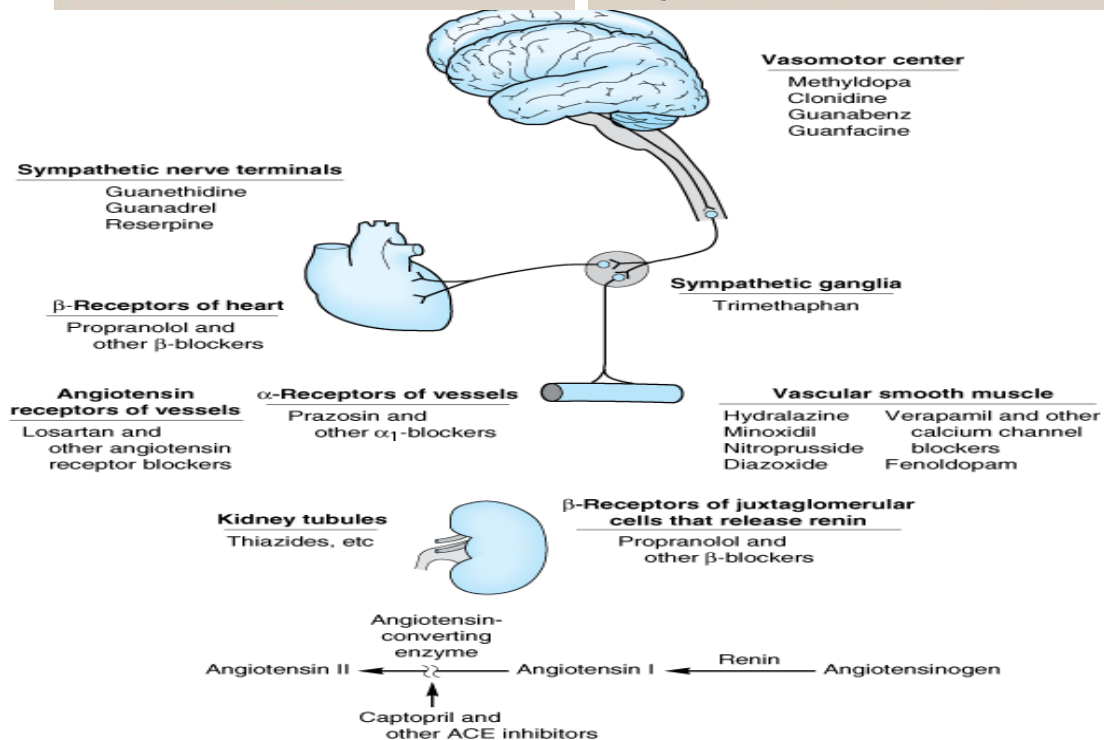 Vasomotor center
Methyldopa
Clonidine
Guanabenz
Guanfacine
Sympathetic nerve terminals
Guanethidine
Guanadrel
Reserpine
Sympathetic ganglia
Trimethaphan
β-Receptors of heart
Propranolol and
other β-blockers
Angiotensin
receptors of vessels
Losartan and
other angiotensin
receptor blockers
α-Receptors of vessels
Prazosin and
other α1-blockers
Vascular smooth muscle
Hydralazine
Minoxidil
Nitroprusside
Diazoxide
Verapamil and other
calcium channel
blockers
Fenoldopam
Kidney tubules
Thiazides, etc
β-Receptors of juxtaglomerular
cells that release renin
Propranolol and
other β-blockers
Angiotensin-
converting
enzyme
Angiotensin II
Angiotensin I
Renin
Angiotensinogen
Captopril and
other ACE inhibitors